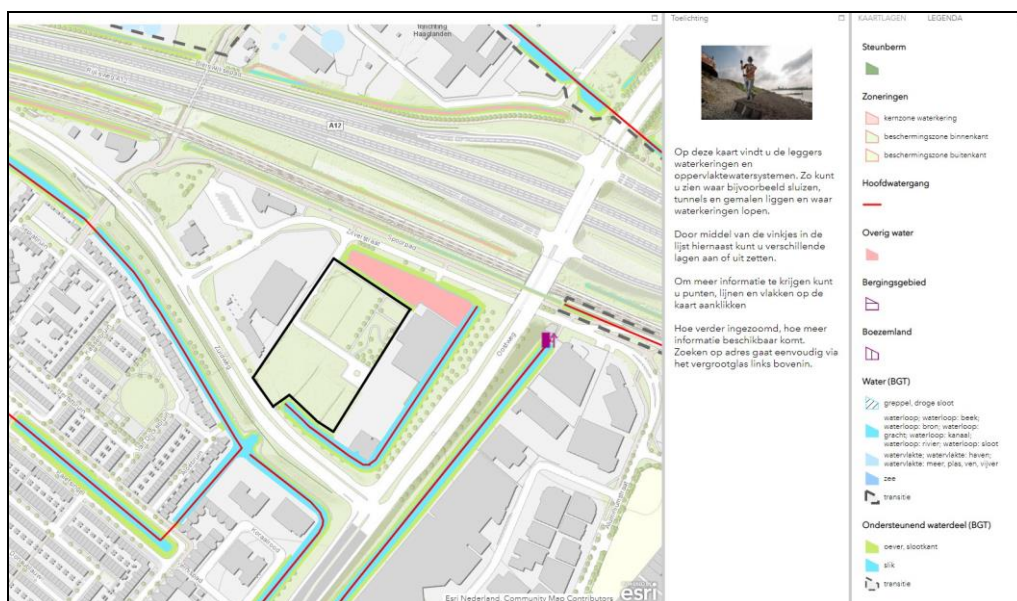 Inrichting
Haaglanden
A12
Zilverstraat
Spoorpad
Zuidweg
Oostweg
Esri Nederland, Community Map Contributors
POWERED BY
esri
Toelichting
Op deze kaart vindt u de leggers
waterkeringen en
oppervlaktewatersystemen. Zo kunt
u zien waar bijvoorbeeld sluizen,
tunnels en gemalen liggen en waar
waterkeringen lopen.
Door middel van de vinkjes in de
lijst hiernaast kunt u verschillende
lagen aan of uit zetten.
Om meer informatie te krijgen kunt
u punten, lijnen en vlakken op de
kaart aanklikken
Hoe verder ingezoomd, hoe meer
informatie beschikbaar komt.
Zoeken op adres gaat eenvoudig via
het vergrootglas links bovenin.
KAARTLAGEN LEGENDA
Steunberm
Zoneringen
kernzone waterkering
beschermingszone binnenkant
beschermingszone buitenkant
Hoofdwatergang
Overig water
Bergingsgebied
Boezemland
Water (BGT)
greppel, droge sloot
waterloop; waterloop: beek;
waterloop: bron; waterloop:
gracht; waterloop: kanaal;
waterloop: rivier; waterloop: sloot
watervlakte; watervlakte: haven;
watervlakte: meer, plas, ven, vijver
zee
transitie
Ondersteunend waterdeel (BGT)
oever, slootkant
slik
transitie